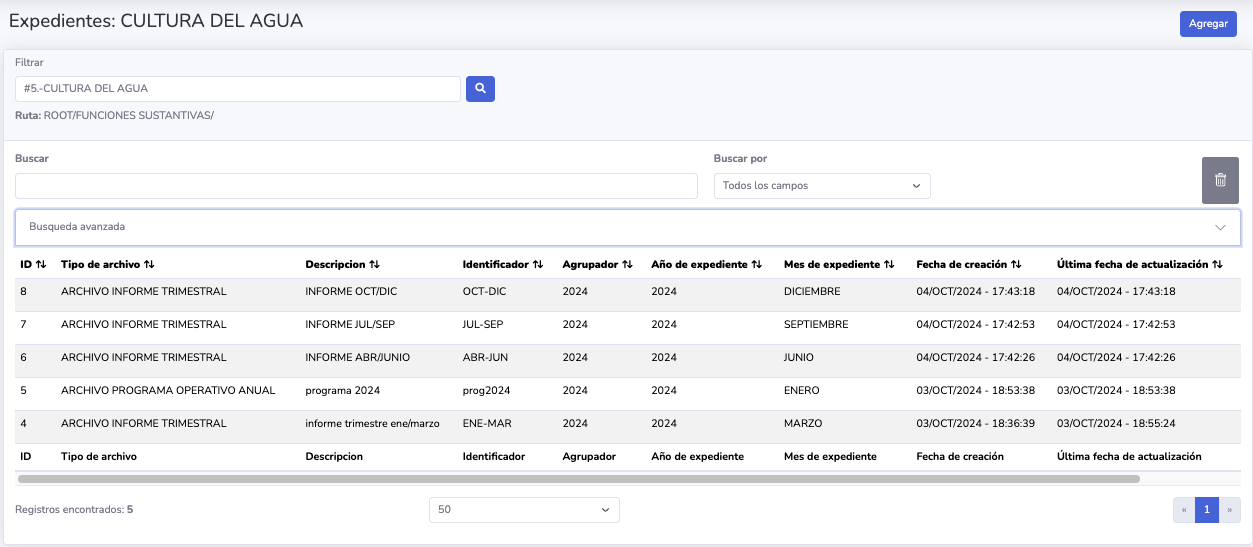 Expedientes: CULTURA DEL AGUA
Agregar
Filtrar
#5.-CULTURA DEL AGUA
Ruta: ROOT/FUNCIONES SUSTANTIVAS/
Buscar Buscar por
Todos los campos
Busqueda avanzada
ID Tipo de archivo Descripcion Identificador Agrupador Año de expediente Mes de expediente Fecha de creación Última fecha de actualización
8 ARCHIVO INFORME TRIMESTRAL INFORME OCT/DIC OCT-DIC 2024 2024 DICIEMBRE 04/OCT/2024 - 17:43:18 04/OCT/2024 - 17:43:18
7 ARCHIVO INFORME TRIMESTRAL INFORME JUL/SEP JUL-SEP 2024 2024 SEPTIEMBRE 04/OCT/2024 - 17:42:53 04/OCT/2024 - 17:42:53
6 ARCHIVO INFORME TRIMESTRAL INFORME ABR/JUNIO ABR-JUN 2024 2024 JUNIO 04/OCT/2024 - 17:42:26 04/OCT/2024 - 17:42:26
5 ARCHIVO PROGRAMA OPERATIVO ANUAL programa 2024 prog2024 2024 2024 ENERO 03/OCT/2024 - 18:53:38 03/OCT/2024 - 18:53:38
4 ARCHIVO INFORME TRIMESTRAL informe trimestre ene/marzo ENE-MAR 2024 2024 MARZO 03/OCT/2024 - 18:36:39 03/OCT/2024 - 18:55:24
ID Tipo de archivo Descripcion Identificador Agrupador Año de expediente Mes de expediente Fecha de creación Última fecha de actualización
Registros encontrados: 5 50 « 1 »